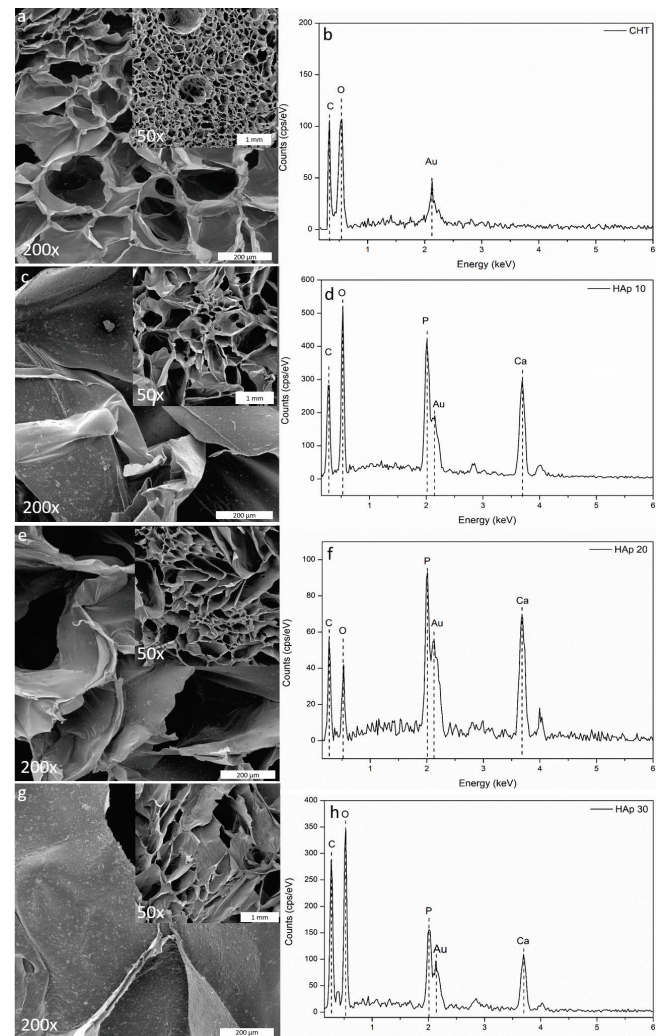 a
50x
1 mm
200x
200 µm
b
CHT
200
150
100
50
0
Counts (cps/eV)
C
O
Au
1 2 3 4 5 6
Energy (keV)
c
50x
1 mm
200x
200 µm
d
HAp 10
600
500
400
300
200
100
0
Counts (cps/eV)
C
O
P
Au
Ca
0 1 2 3 4 5 6
Energy (keV)
e
50x
200x
200 µm
f
HAp 20
100
80
60
40
20
0
Counts (cps/eV)
C
O
P
Au
Ca
1 2 3 4 5 6
Energy (keV)
g
50x
1 mm
200x
200 µm
h
HAp 30
400
350
300
250
200
150
100
50
0
Counts (cps/eV)
C
O
P
Au
Ca
1 2 3 4 5 6
Energy (keV)